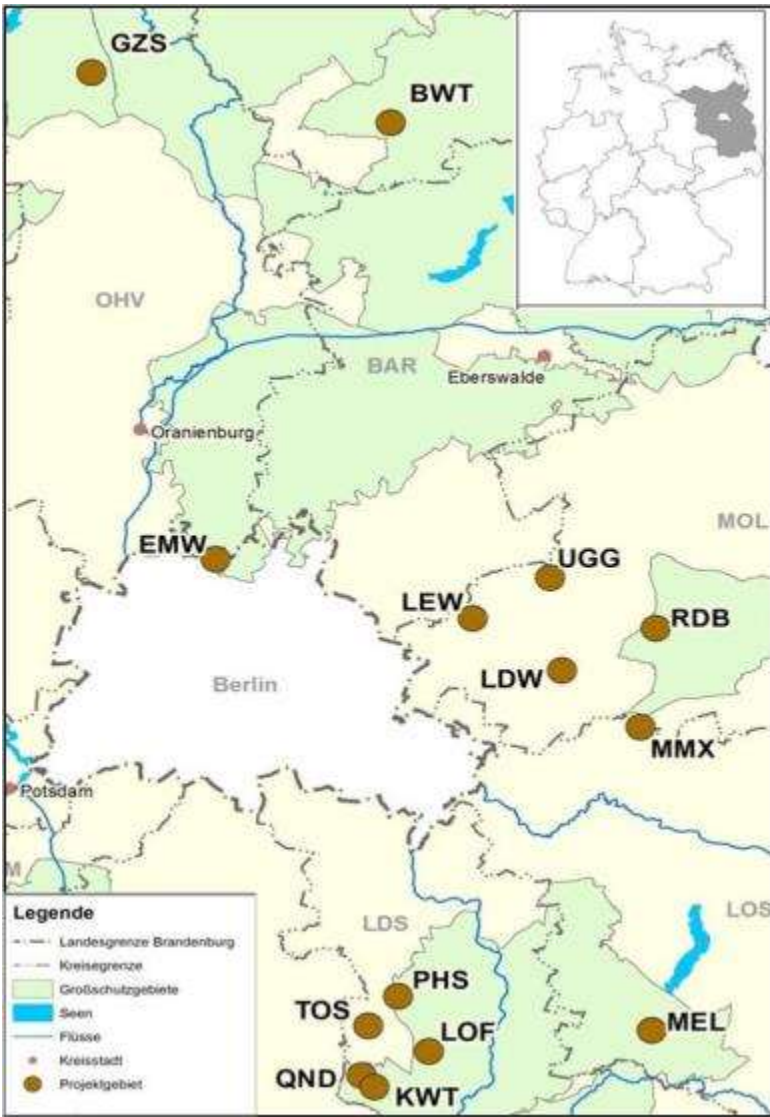 GZS
BWT
OHV
BAR
Eberswalde
Oranienburg
MOL
EMW
UGG
LEW
RDB
Berlin
LDW
MMX
Potsdam
M
Legende
Landesgrenze Brandenburg
Kreisegrenze
Großschutzgebiete
Seen
Flüsse
Kreisstadt
Projektgebiet
LDS
LOS
PHS
TOS
LOF
MEL
QND
KWT